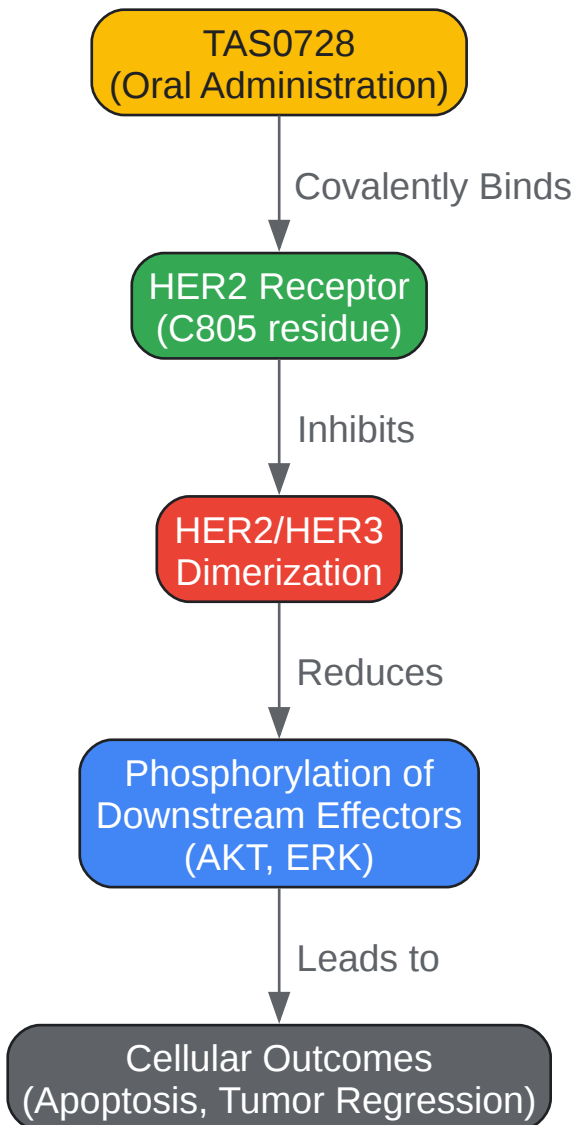 TAS0728
(Oral Administration)
Covalently Binds
HER2 Receptor
(C805 residue)
Inhibits
HER2/HER3
Dimerization
Reduces
Phosphorylation of
Downstream Effectors
(AKT, ERK)
Leads to
Cellular Outcomes
(Apoptosis, Tumor Regression)